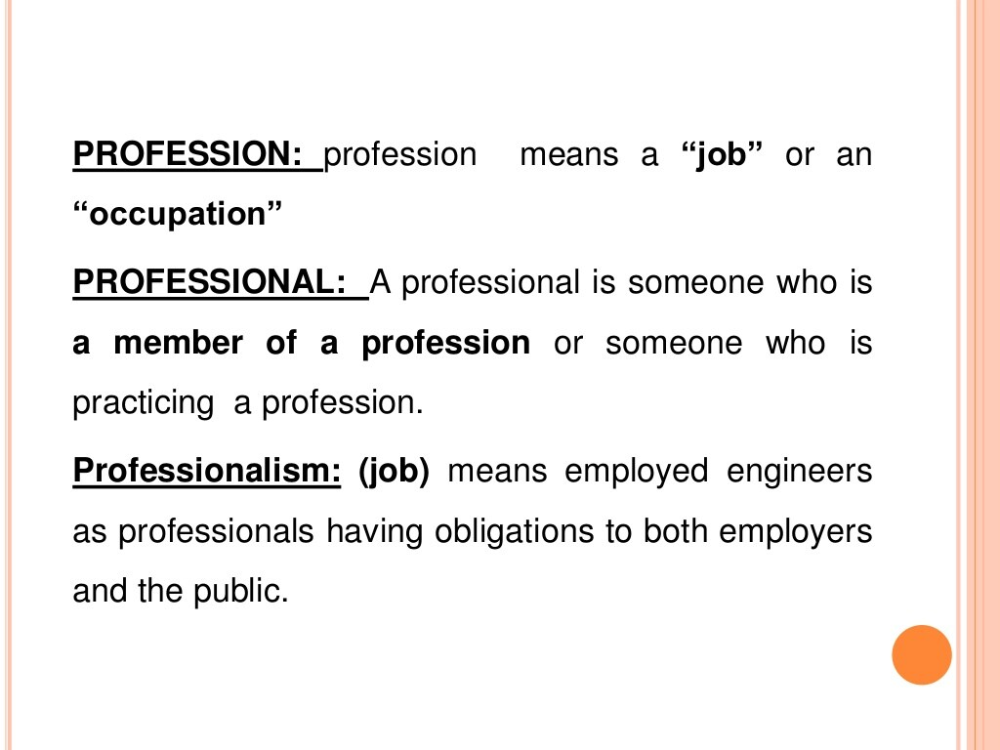 PROFESSION: profession means a “job” or an
“occupation”
PROFESSIONAL: A professional is someone who is
a member of a profession or someone who is
practicing a profession.
Professionalism: (job) means employed engineers
as professionals having obligations to both employers
and the public.